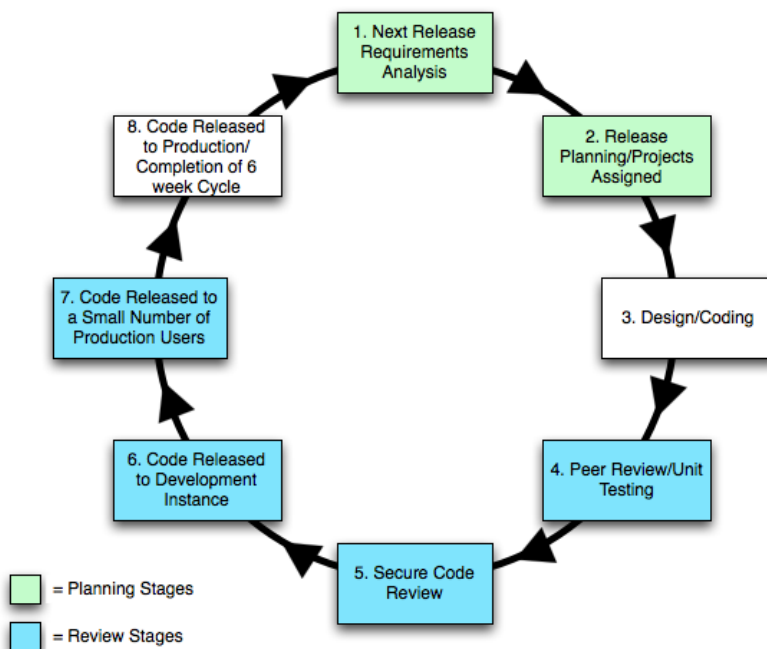 1. Next Release
Requirements
Analysis
2. Release
Planning/Projects
Assigned
3. Design/Coding
4. Peer Review/Unit
Testing
5. Secure Code
Review
6. Code Released
to Development
Instance
7. Code Released to
a Small Number of
Production Users
8. Code Released
to Production/
Completion of 6
week Cycle
= Planning Stages
= Review Stages